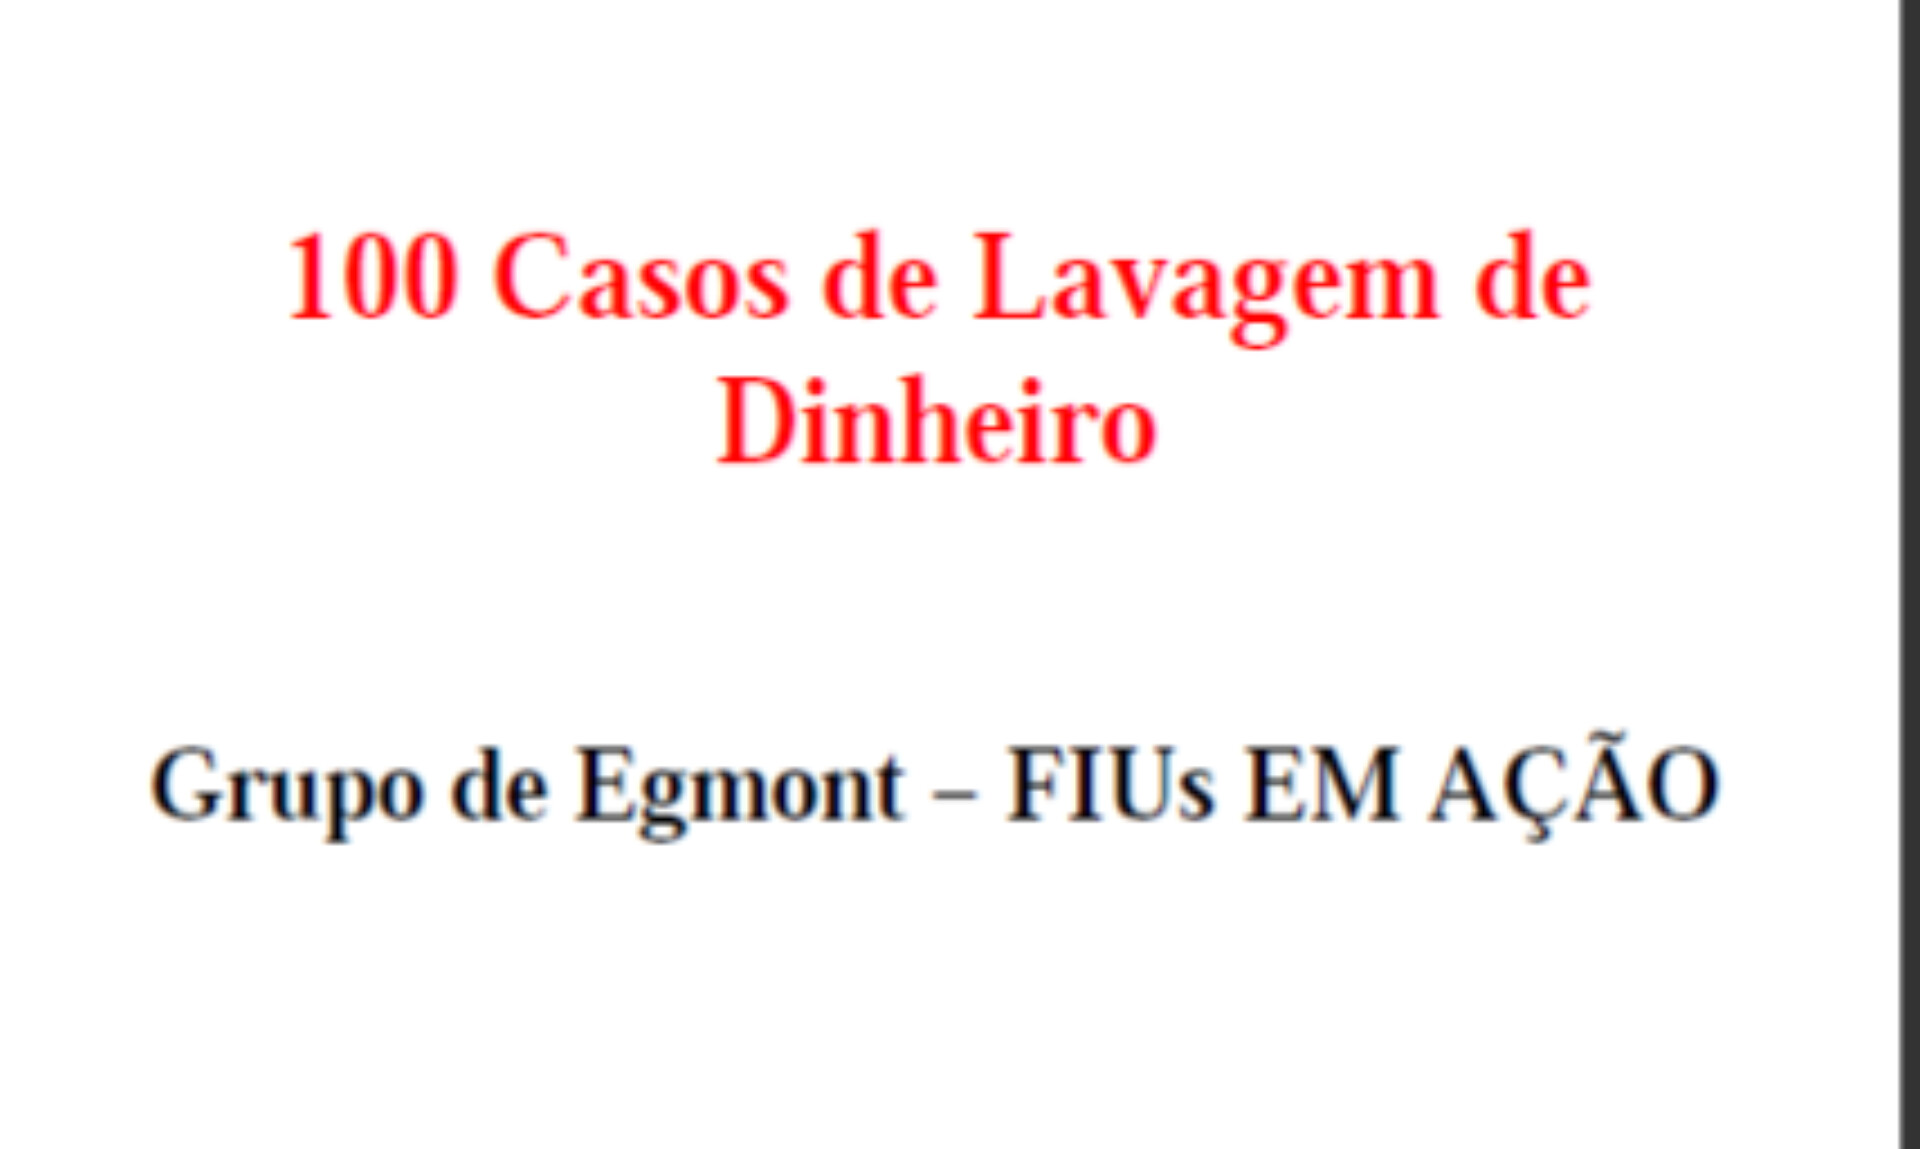 100 Casos de Lavagem de
Dinheiro
Grupo de Egmont – FIUs EM AÇÃO